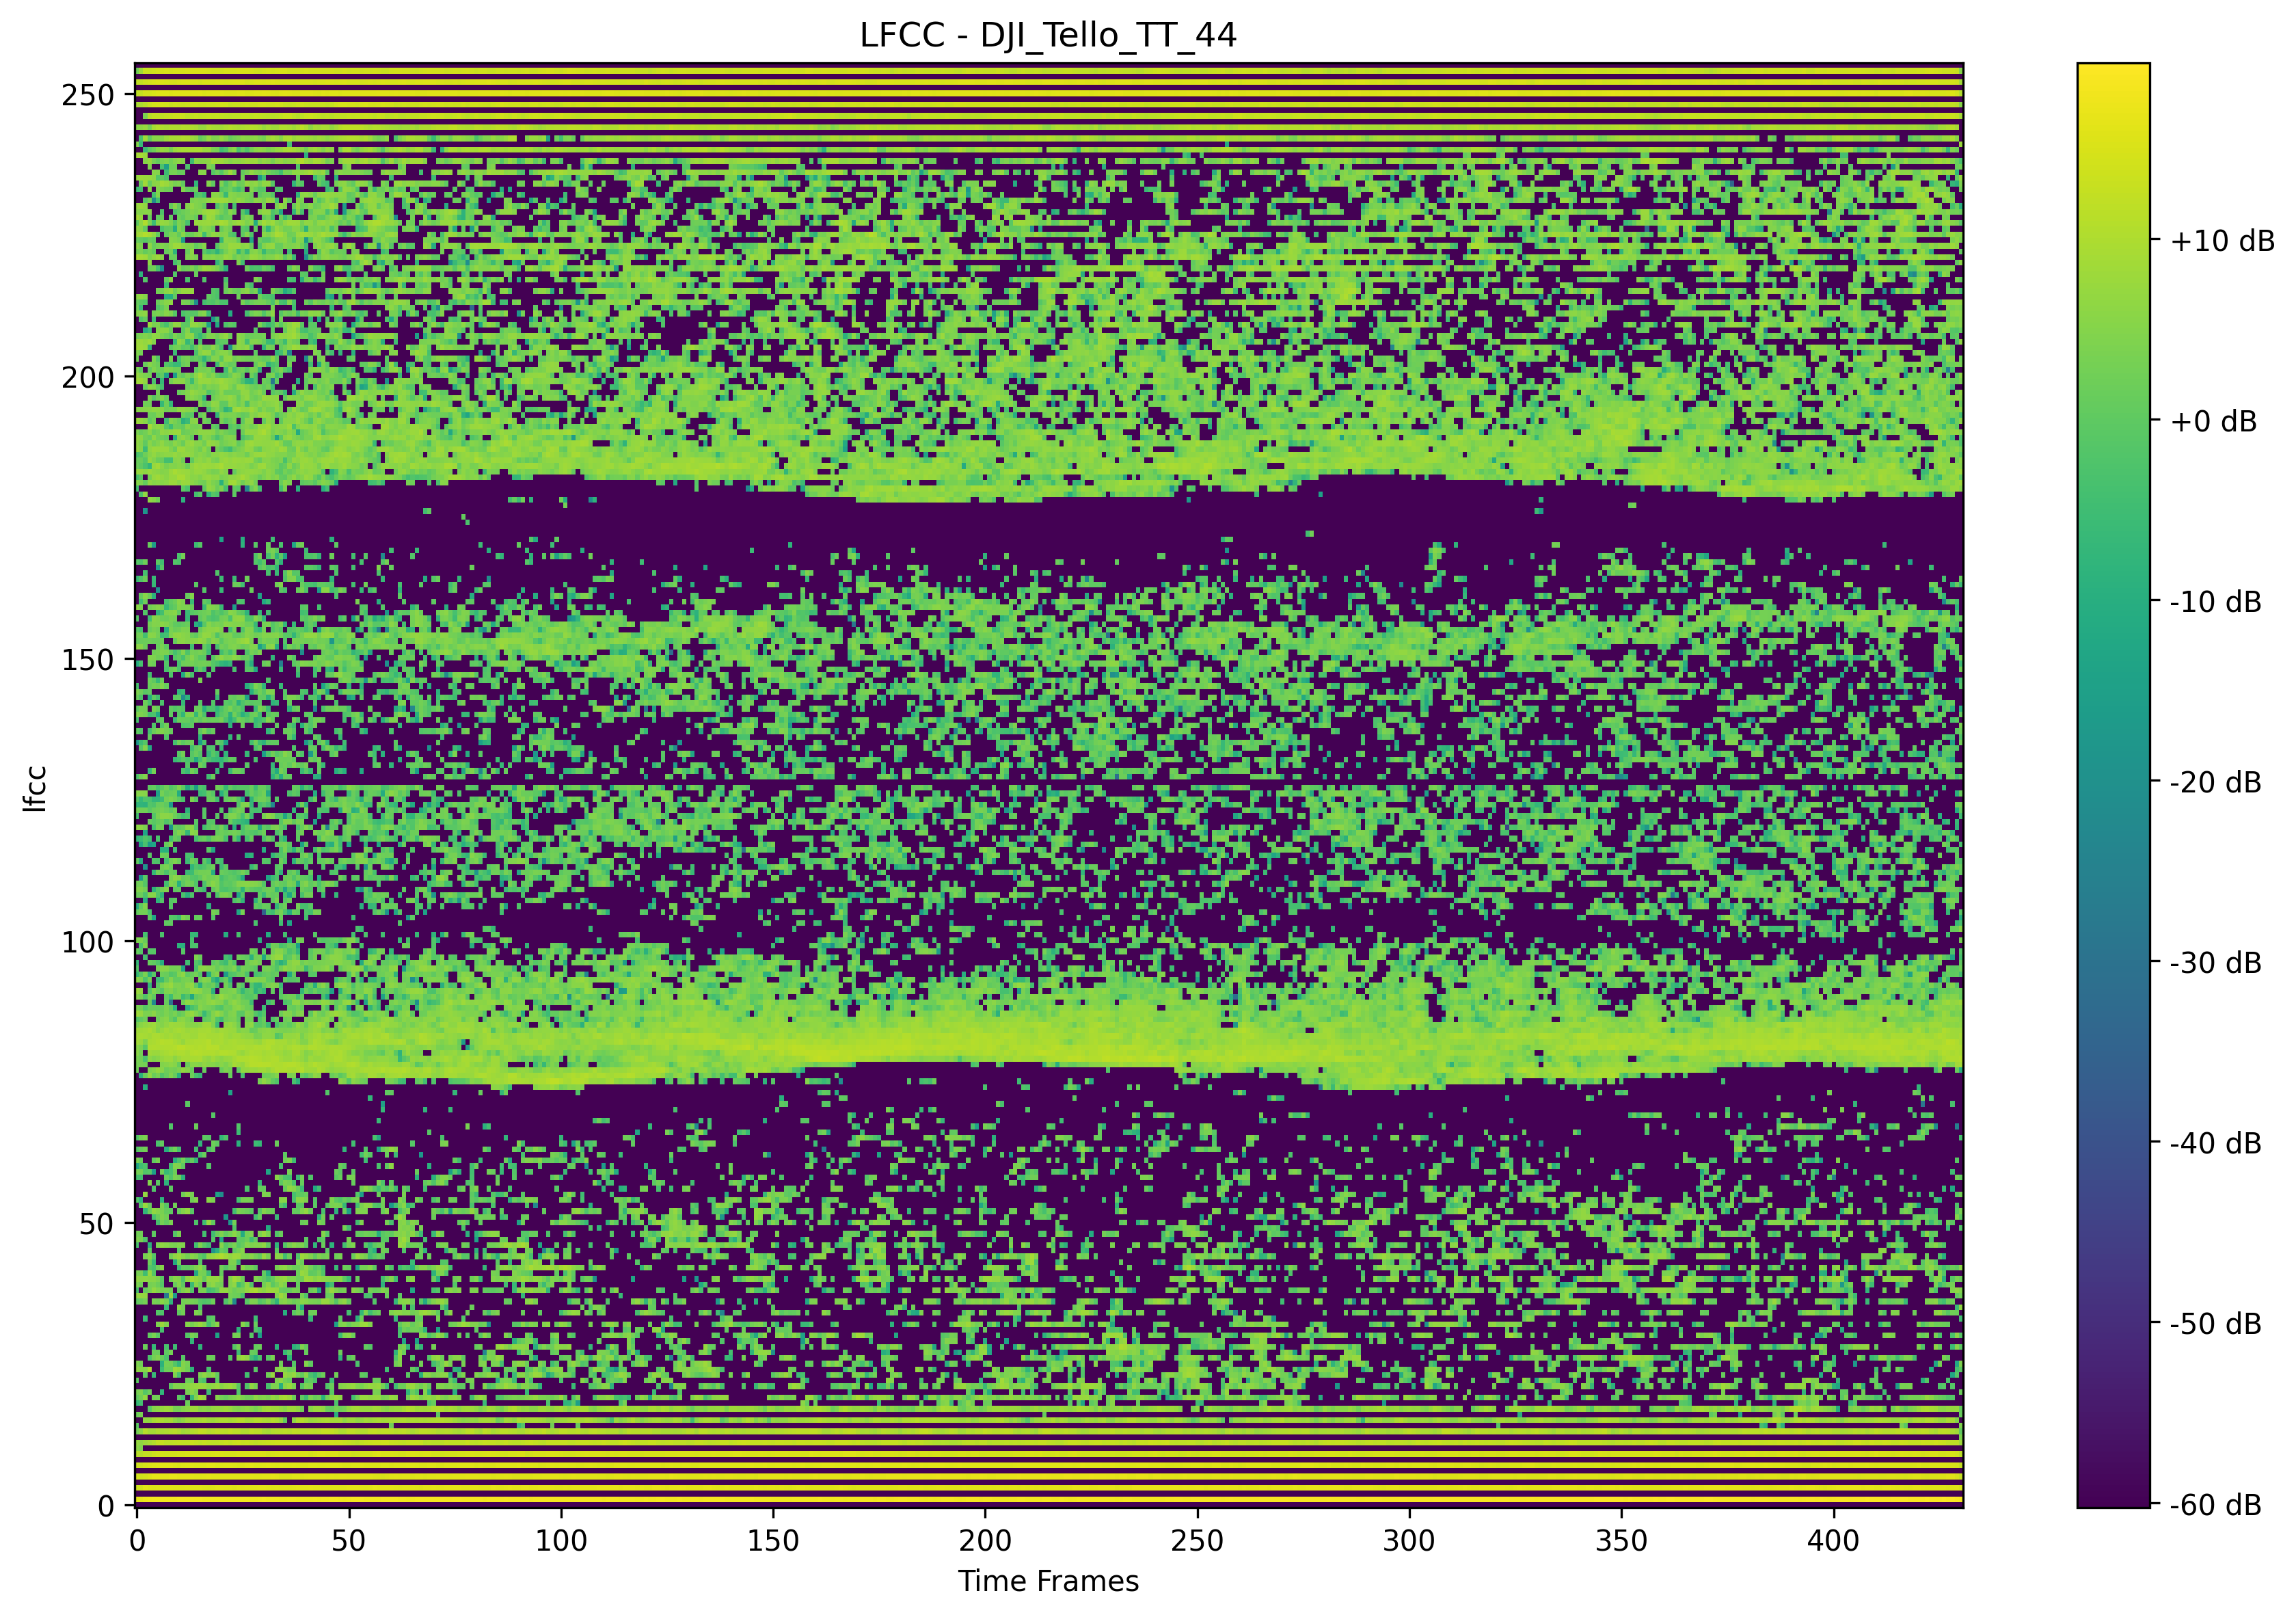 LFCC - DJI_Tello_TT_44
250
200
150
100
50
0
lfcc
0 50 100 150 200 250 300 350 400
Time Frames
+10 dB
+0 dB
-10 dB
-20 dB
-30 dB
-40 dB
-50 dB
-60 dB